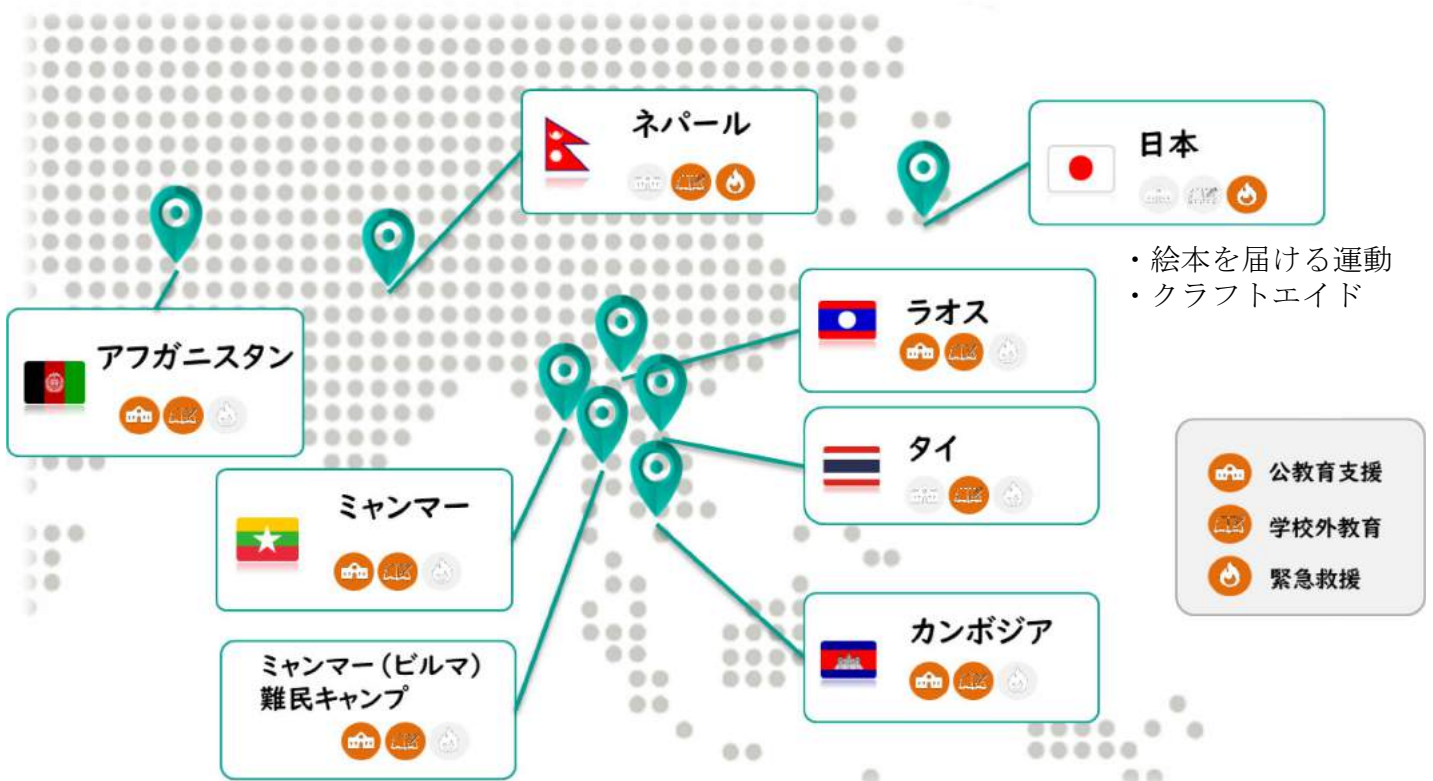 ネパール
日本
・絵本を届ける運動
・クラフトエイド
アフガニスタン
ラオス
タイ
ミャンマー
ミャンマー（ビルマ）
難民キャンプ
カンボジア
公教育支援
学校外教育
緊急救援